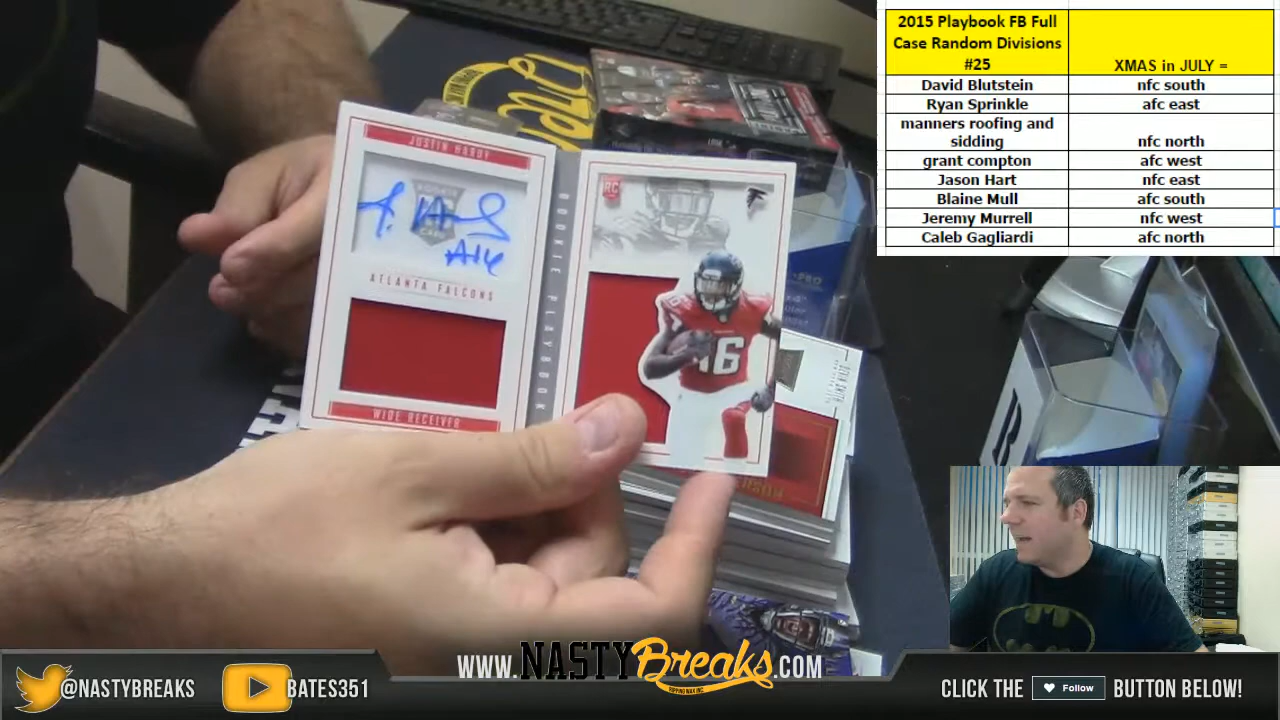 2015 Playbook FB Full
Case Random Divisions
#25
XMAS in JULY =
David Blutstein nfc south
Ryan Sprinkle afc east
manners roofing and
sidding nfc north
grant compton afc west
Jason Hart nfc east
Blaine Mull afc south
Jeremy Murrell nfc west
Caleb Gagliardi afc north
JUSTIN HARDY
ATLANTA FALCONS
WIDE RECEIVER
ROOKIE PLAYBOOK
RC
16
R
WWW.NASTYBreaks.COM
@NASTYBREAKS
BATES351
CLICK THE Follow BUTTON BELOW!